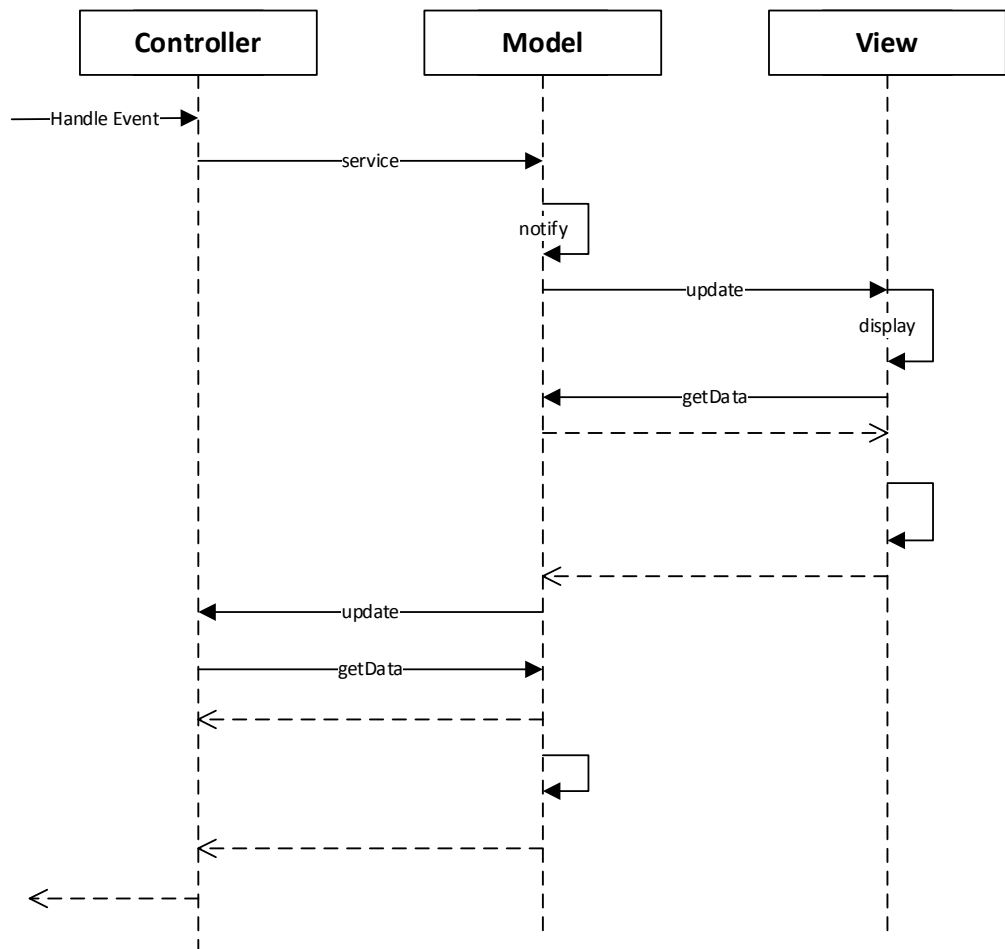 Controller
Model
View
Handle Event
service
notify
update
display
getData
update
getData